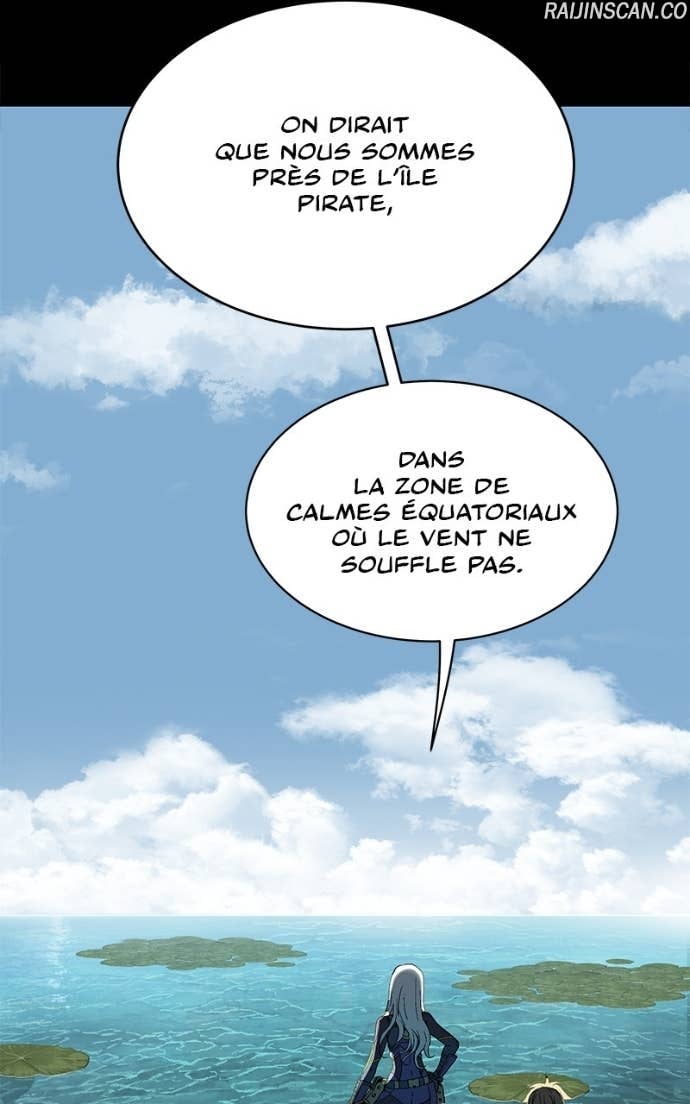 RAIJINSCAN.CO
ON DIRAIT
QUE NOUS SOMMES
PRÈS DE L'ÎLE
PIRATE,
DANS
LA ZONE DE
CALMES ÉQUATORIAUX
OÙ LE VENT NE
SOUFFLE PAS.